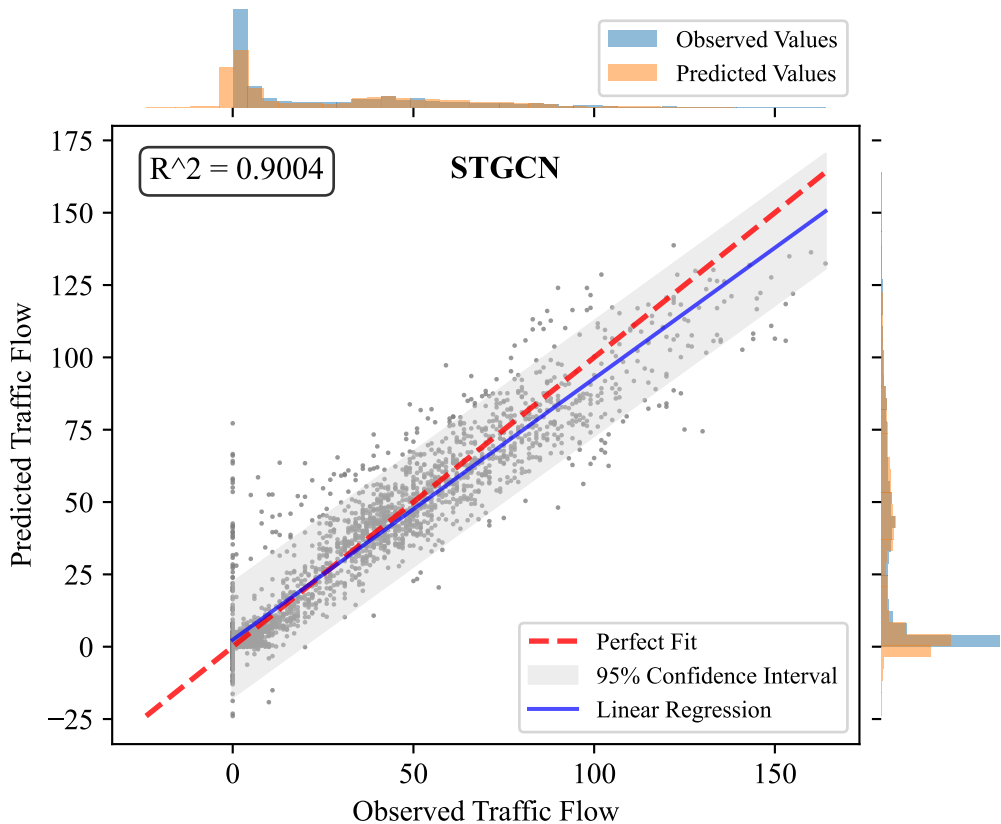 Observed Values
Predicted Values
R^2 = 0.9004
STGCN
175
150
125
100
75
50
25
0
−25
Predicted Traffic Flow
Perfect Fit
95% Confidence Interval
Linear Regression
0
50
100
150
Observed Traffic Flow